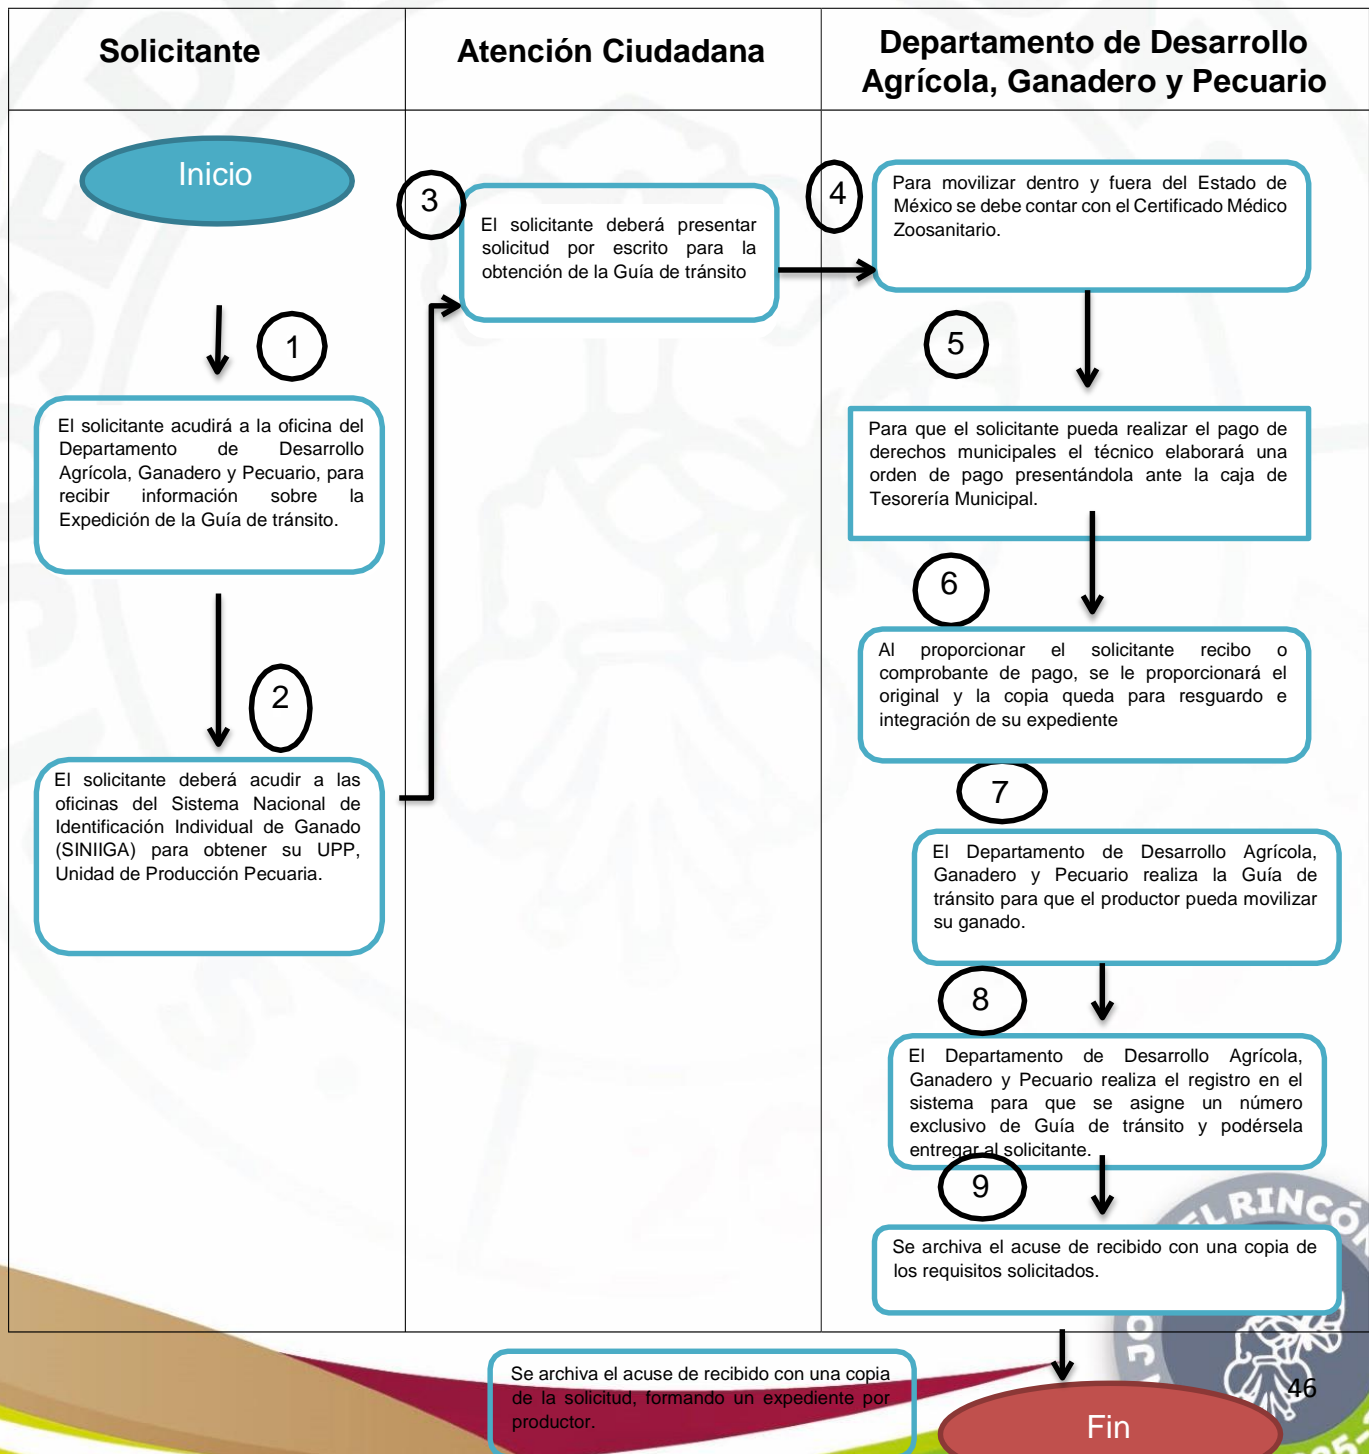 Solicitante
Atención Ciudadana
Departamento de Desarrollo
Agrícola, Ganadero y Pecuario
Inicio
1
El solicitante acudirá a la oficina del
Departamento de Desarrollo
Agrícola, Ganadero y Pecuario, para
recibir información sobre la
Expedición de la Guía de tránsito.
2
El solicitante deberá acudir a las
oficinas del Sistema Nacional de
Identificación Individual de Ganado
(SINIIGA) para obtener su UPP,
Unidad de Producción Pecuaria.
3
El solicitante deberá presentar
solicitud por escrito para la
obtención de la Guía de tránsito
4
Para movilizar dentro y fuera del Estado de
México se debe contar con el Certificado Médico
Zoosanitario.
5
Para que el solicitante pueda realizar el pago de
derechos municipales el técnico elaborará una
orden de pago presentándola ante la caja de
Tesorería Municipal.
6
Al proporcionar el solicitante recibo o
comprobante de pago, se le proporcionará el
original y la copia queda para resguardo e
integración de su expediente
7
El Departamento de Desarrollo Agrícola,
Ganadero y Pecuario realiza la Guía de
tránsito para que el productor pueda movilizar
su ganado.
8
El Departamento de Desarrollo Agrícola,
Ganadero y Pecuario realiza el registro en el
sistema para que se asigne un número
exclusivo de Guía de tránsito y podérsela
entregar al solicitante.
9
Se archiva el acuse de recibido con una copia de
los requisitos solicitados.
Se archiva el acuse de recibido con una copia
de la solicitud, formando un expediente por
productor.
Fin
46